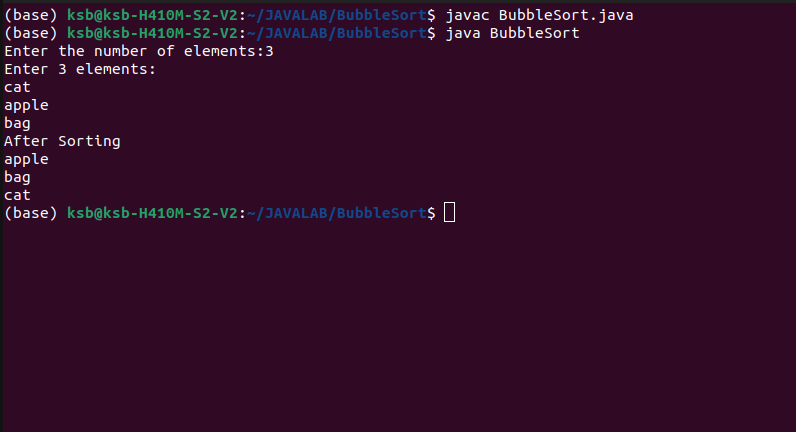 (base) ksb@ksb-H410M-S2-V2:~/JAVALAB/BubbleSort$ javac BubbleSort.java
(base) ksb@ksb-H410M-S2-V2:~/JAVALAB/BubbleSort$ java BubbleSort
Enter the number of elements:3
Enter 3 elements:
cat
apple
bag
After Sorting
apple
bag
cat
(base) ksb@ksb-H410M-S2-V2:~/JAVALAB/BubbleSort$